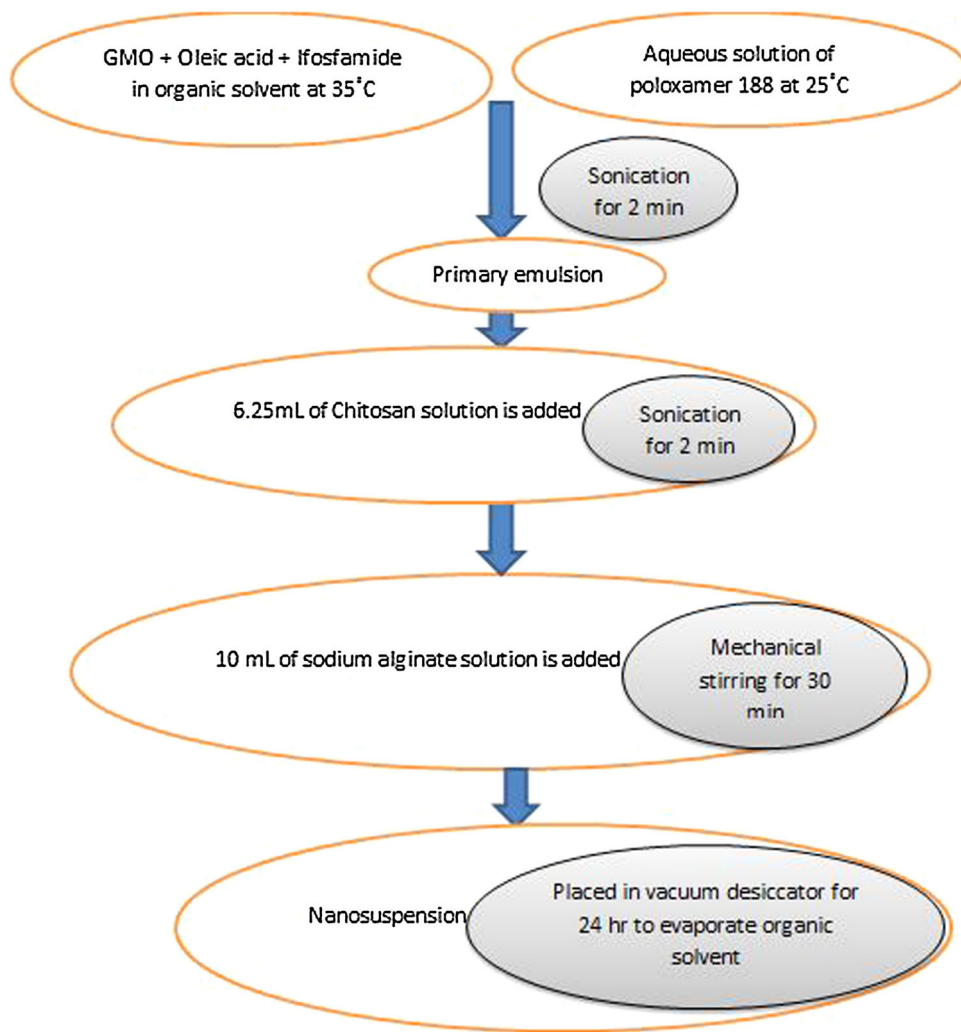 GMO + Oleic acid + Ifosfamide
in organic solvent at 35˚C
Aqueous solution of
poloxamer 188 at 25˚C
Sonication
for 2 min
Primary emulsion
6.25mL of Chitosan solution is added
Sonication
for 2 min
10 mL of sodium alginate solution is added
Mechanical
stirring for 30
min
Nanosuspension
Placed in vacuum desiccator for
24 hr to evaporate organic
solvent